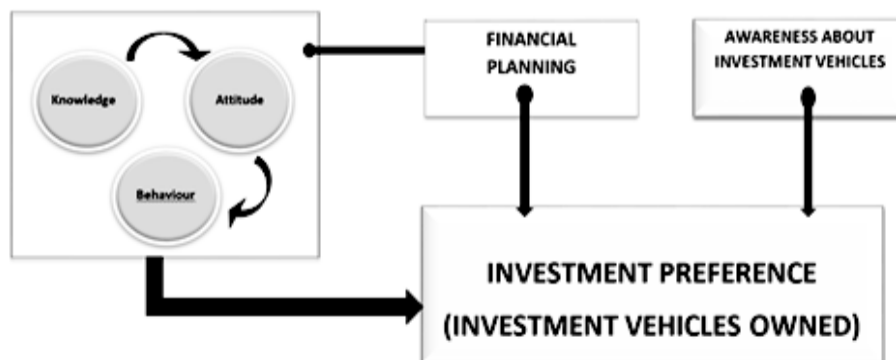 Knowledge
Attitude
Behaviour
FINANCIAL
PLANNING
AWARENESS ABOUT
INVESTMENT VEHICLES
INVESTMENT PREFERENCE
(INVESTMENT VEHICLES OWNED)